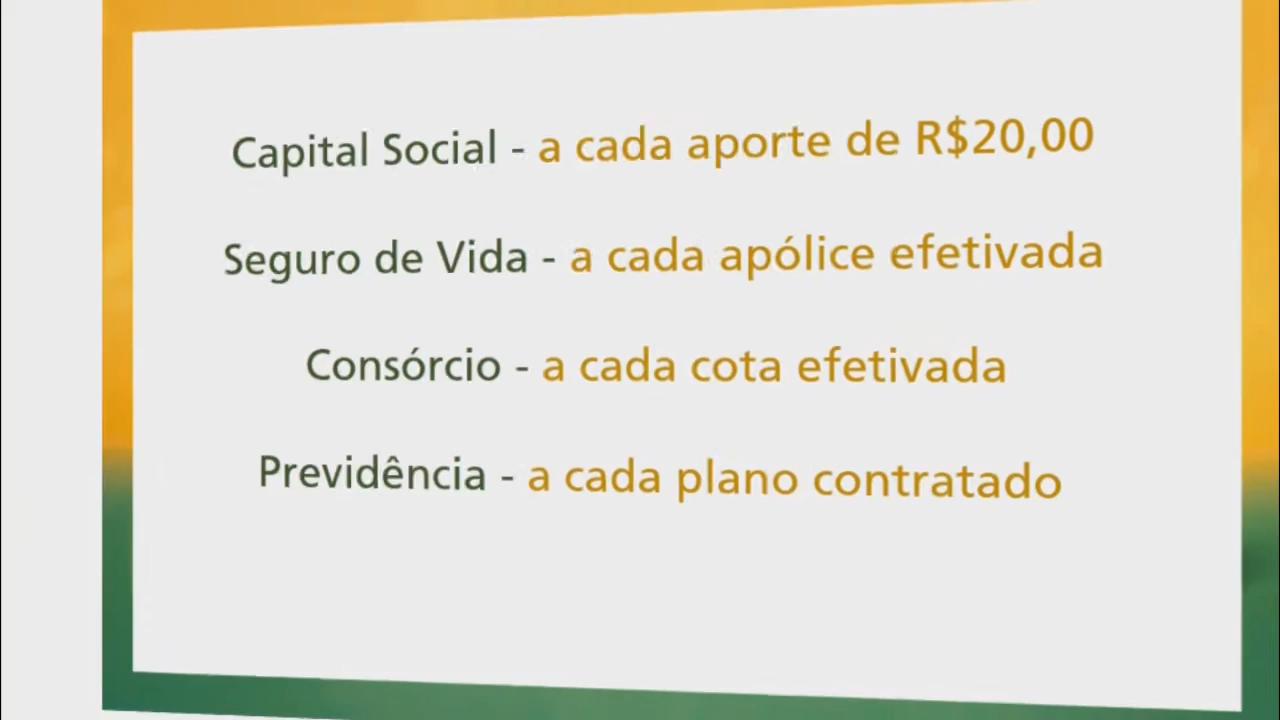 Capital Social - a cada aporte de R$20,00
Seguro de Vida - a cada apólice efetivada
Consórcio - a cada cota efetivada
Previdência - a cada plano contratado